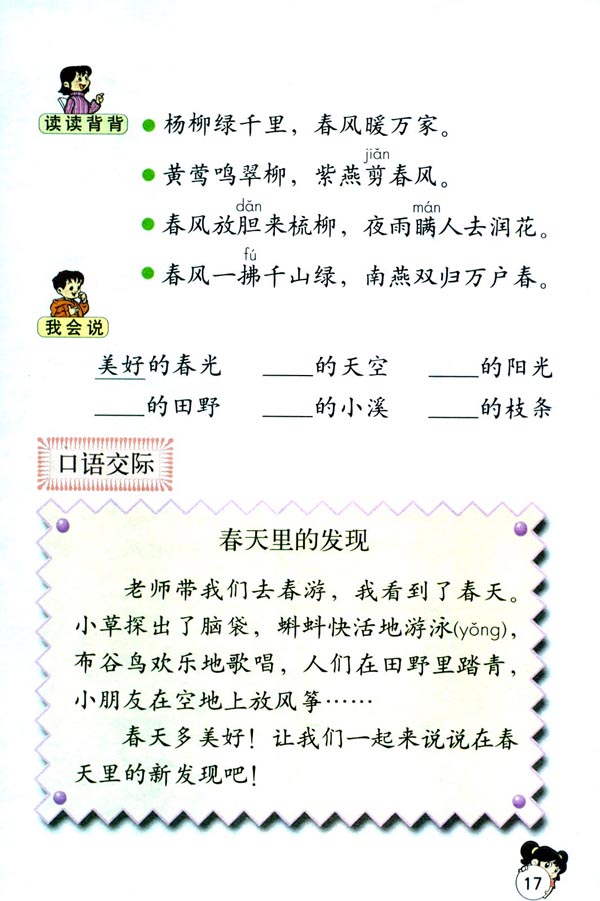 读读背背
杨柳绿千里，春风暖万家。
jiǎn
黄莺鸣翠柳，紫燕剪春风。
dǎn mán
春风放胆来梳柳，夜雨瞒人去润花。
fú
春风一拂千山绿，南燕双归万户春。
我会说
美好的春光 ____的天空 ____的阳光
____的田野 ____的小溪 ____的枝条
口语交际
春天里的发现
老师带我们去春游，我看到了春天。
小草探出了脑袋，蝌蚪快活地游泳(yǒng)，
布谷鸟欢乐地歌唱，人们在田野里踏青，
小朋友在空地上放风筝……
春天多美好！让我们一起来说说在春
天里的新发现吧！
17